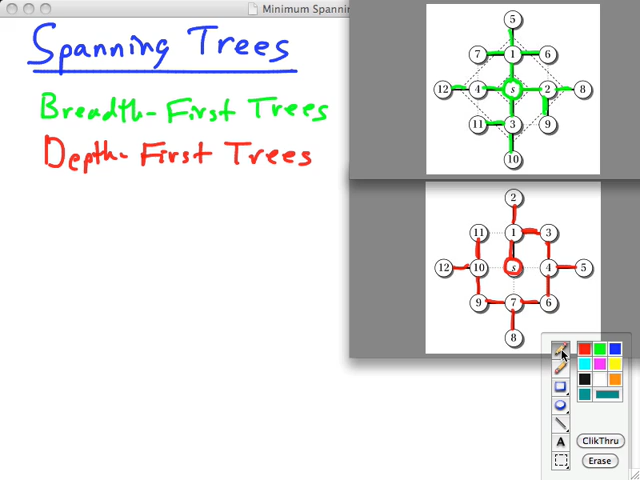 Minimum Spanni
Spanning Trees
Breadth-First Trees
Depth-First Trees
5
7 1 6
12 4 s 2 8
11 3 9
10
2
11 1 3
12 10 s 4 5
9 7 6
8
A
ClikThru
Erase